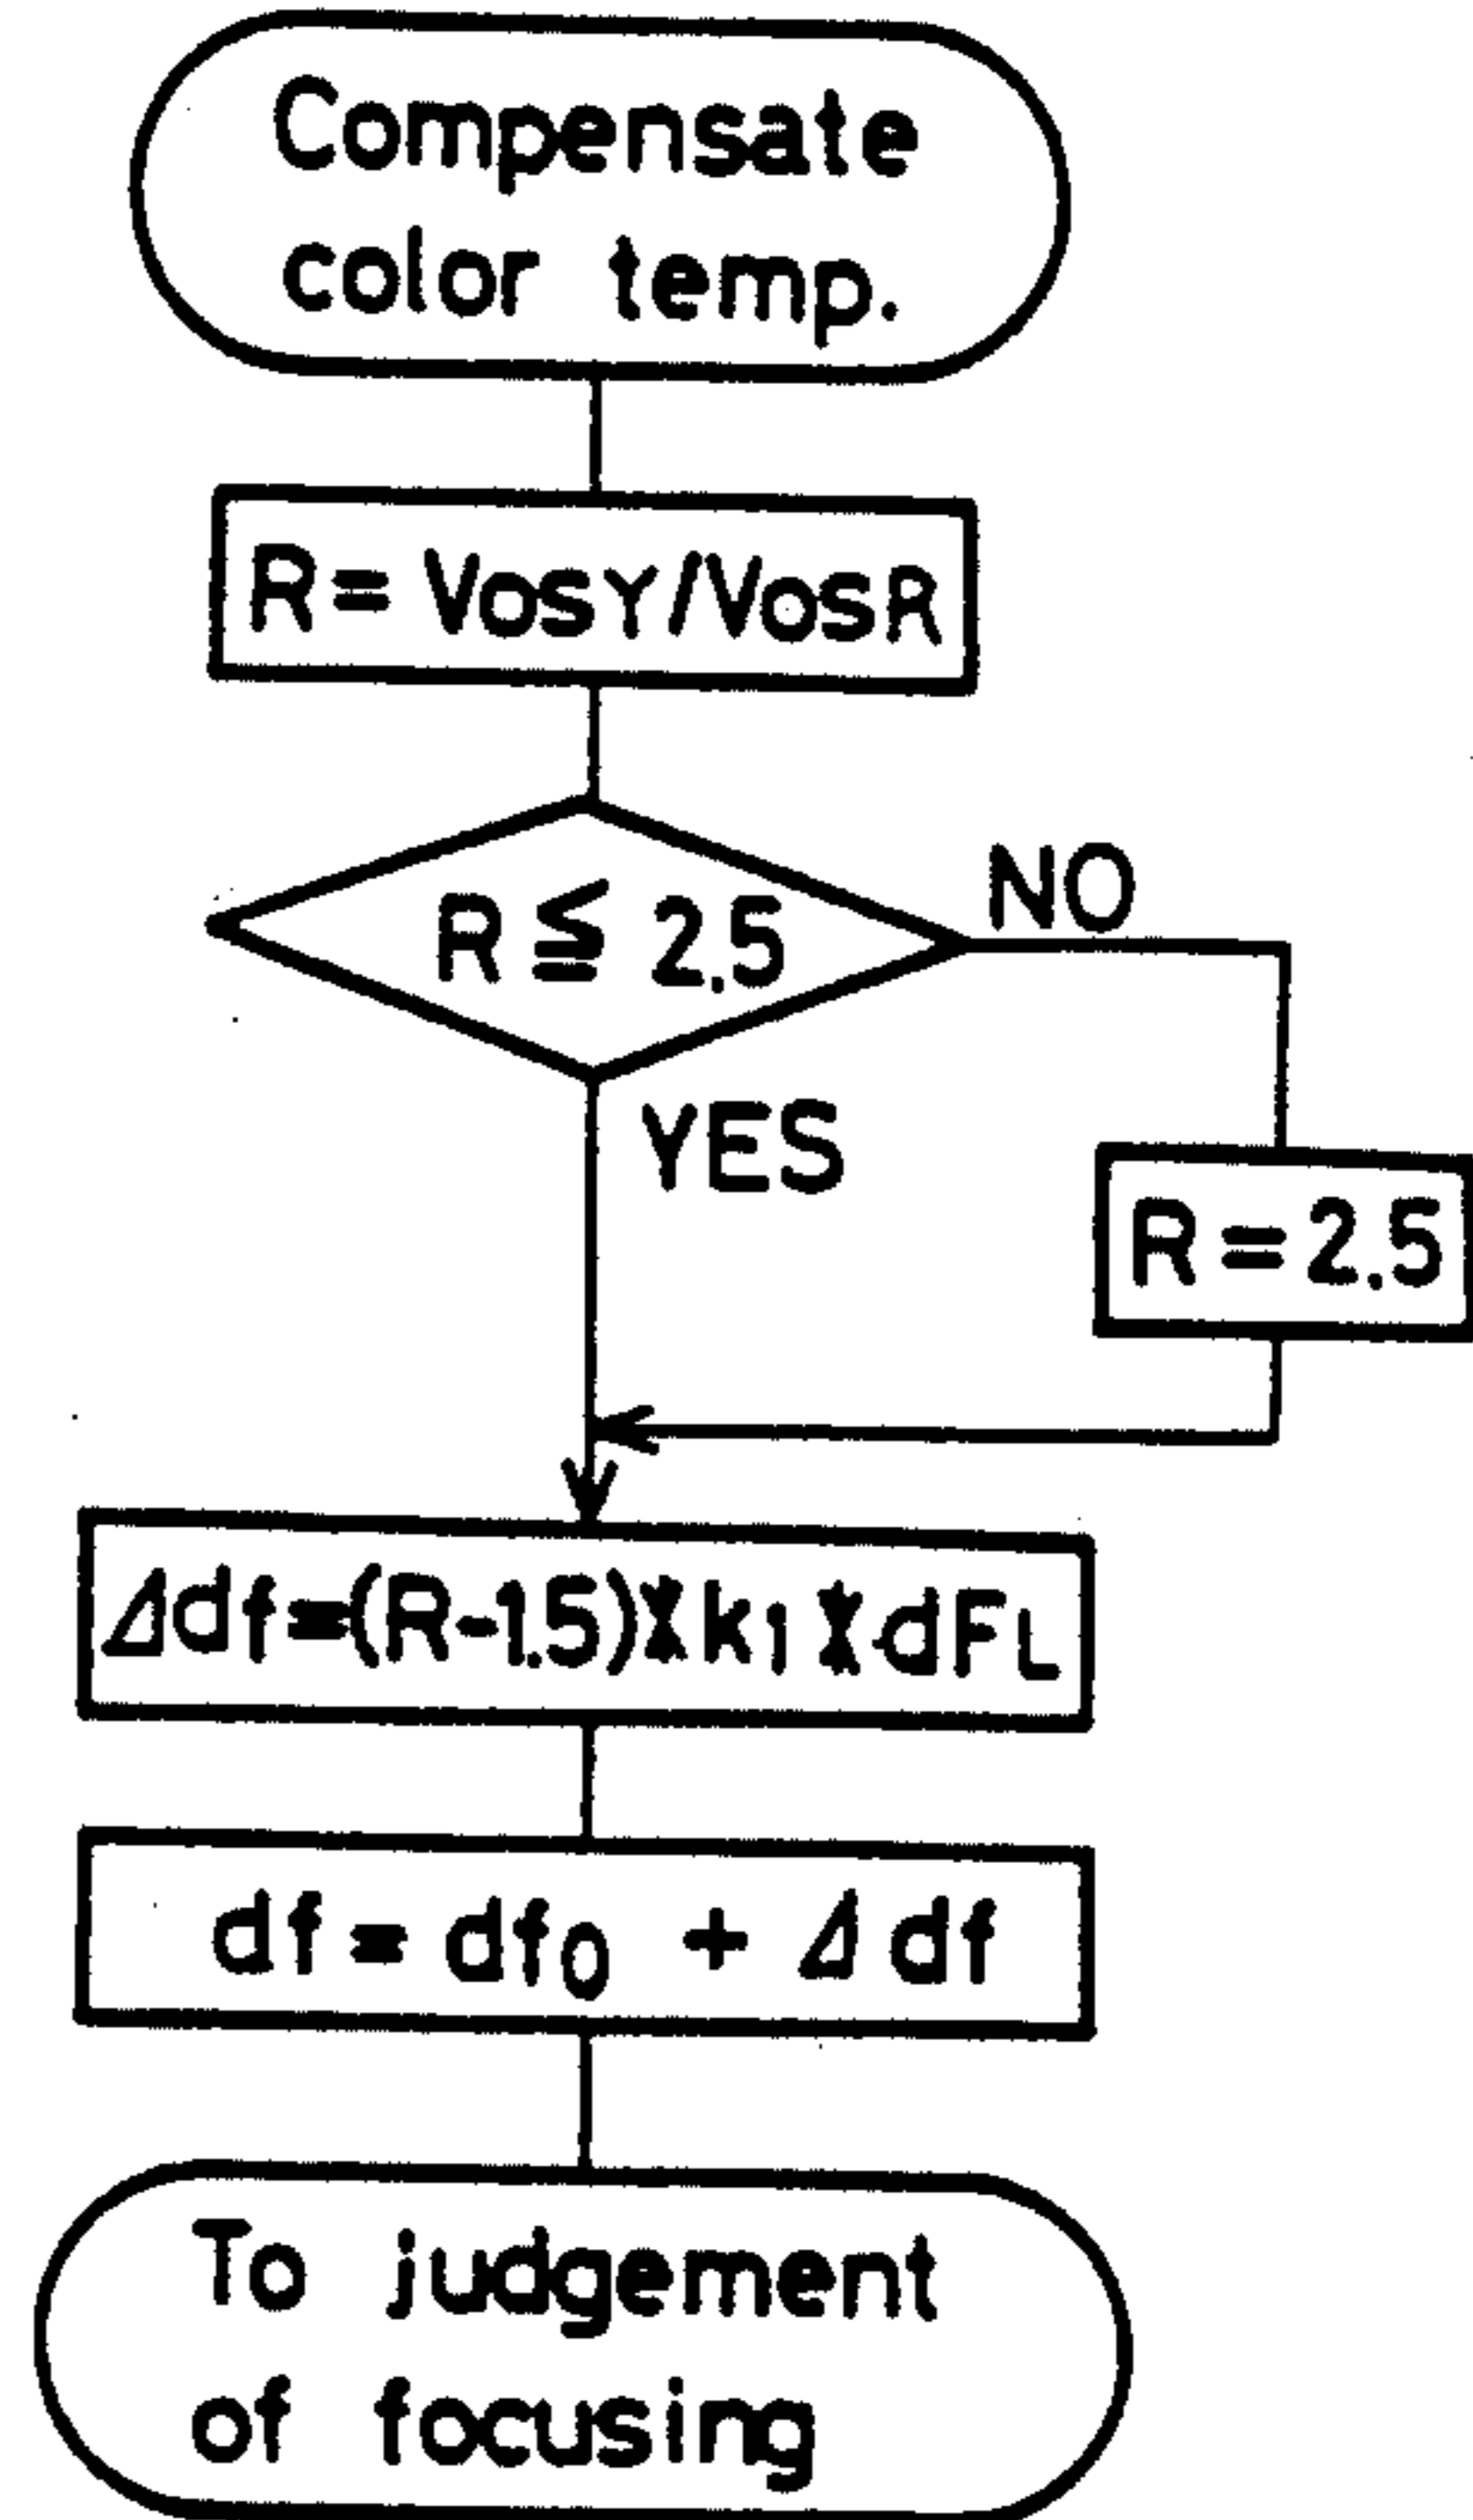 Compensate
color temp.
R = VOSY/VOSR
R ≦ 2.5
NO
YES
R = 2.5
Δdf=(R-1.5)×k1×dFL
df = df0 + Δdf
To judgement
of focusing